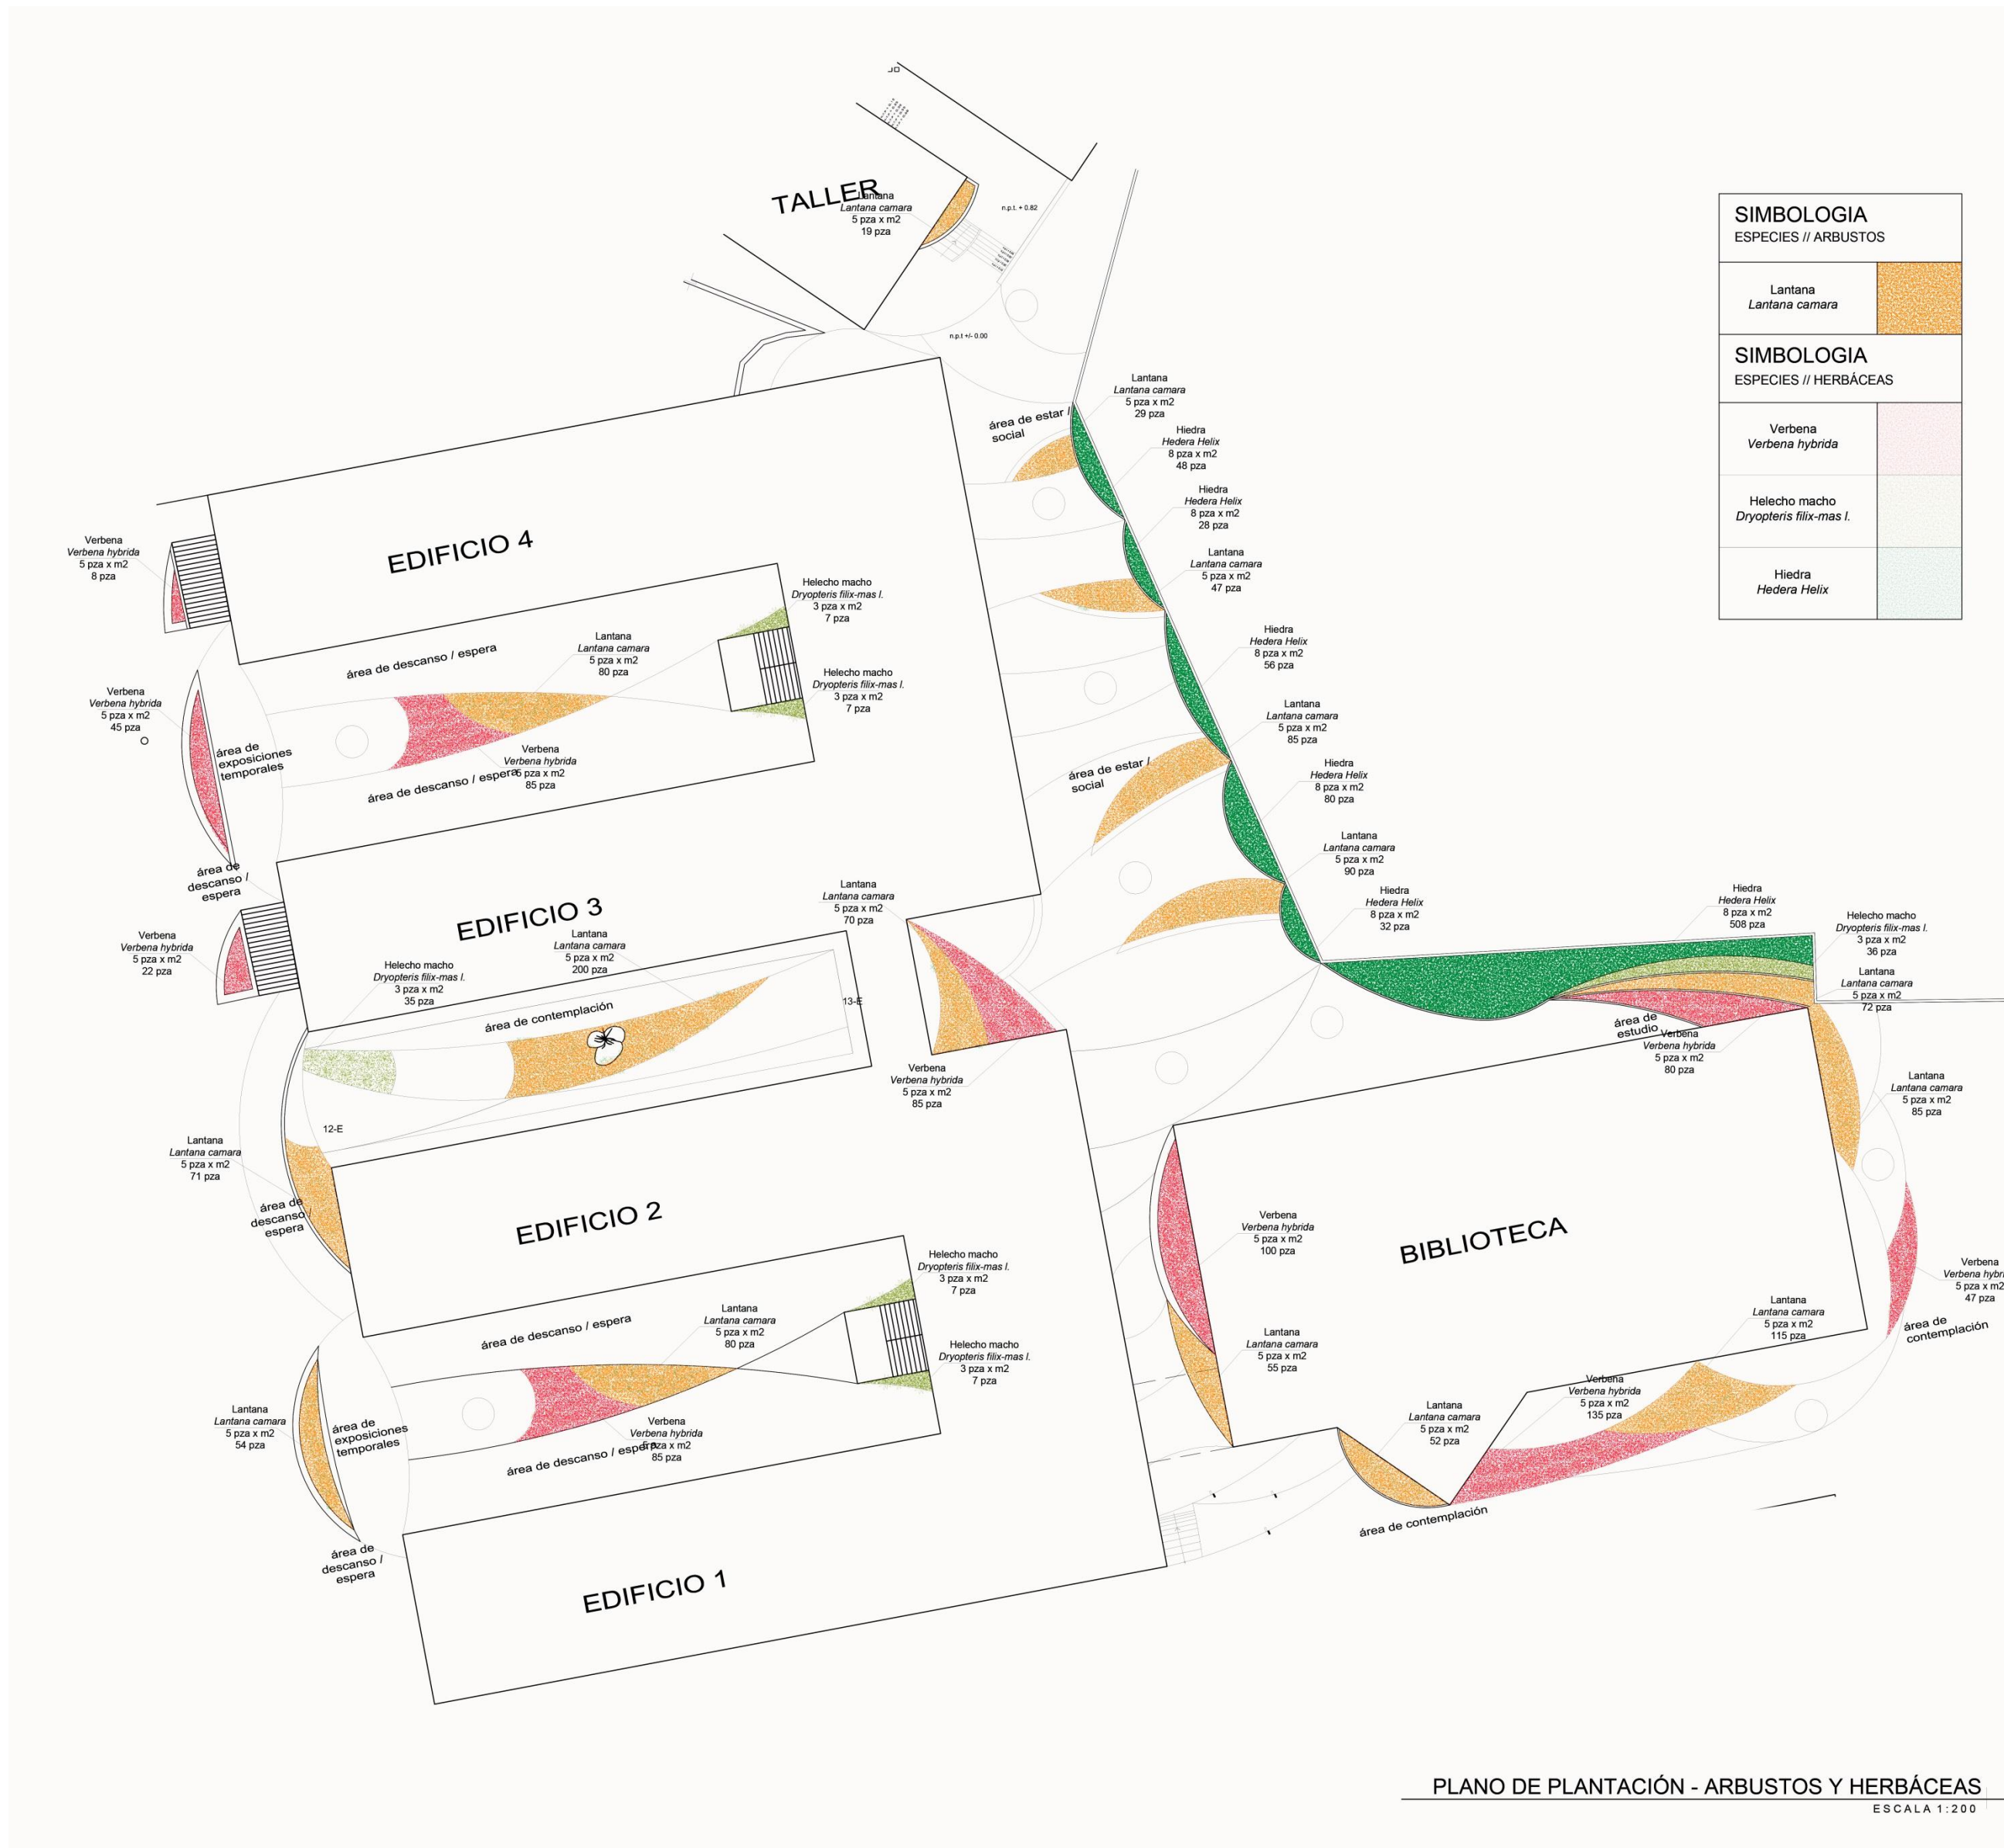 TALLER
Lantana
Lantana camara
5 pza x m2
19 pza
n.p.t. + 0.82
n.p.t +/- 0.00
SIMBOLOGIA
ESPECIES // ARBUSTOS
Lantana
Lantana camara
SIMBOLOGIA
ESPECIES // HERBÁCEAS
Verbena
Verbena hybrida
Helecho macho
Dryopteris filix-mas l.
Hiedra
Hedera Helix
Lantana
Lantana camara
5 pza x m2
29 pza
área de estar /
social
Hiedra
Hedera Helix
8 pza x m2
48 pza
Hiedra
Hedera Helix
8 pza x m2
28 pza
Lantana
Lantana camara
5 pza x m2
47 pza
Hiedra
Hedera Helix
8 pza x m2
56 pza
Lantana
Lantana camara
5 pza x m2
85 pza
área de estar /
social
Hiedra
Hedera Helix
8 pza x m2
80 pza
Lantana
Lantana camara
5 pza x m2
90 pza
Hiedra
Hedera Helix
8 pza x m2
32 pza
Hiedra
Hedera Helix
8 pza x m2
508 pza
Helecho macho
Dryopteris filix-mas l.
3 pza x m2
36 pza
Lantana
Lantana camara
5 pza x m2
72 pza
área de
estudio
Verbena
Verbena hybrida
5 pza x m2
80 pza
Lantana
Lantana camara
5 pza x m2
85 pza
EDIFICIO 4
Verbena
Verbena hybrida
5 pza x m2
8 pza
Helecho macho
Dryopteris filix-mas l.
3 pza x m2
7 pza
área de descanso / espera
Lantana
Lantana camara
5 pza x m2
80 pza
Helecho macho
Dryopteris filix-mas l.
3 pza x m2
7 pza
Verbena
Verbena hybrida
5 pza x m2
45 pza
área de
exposiciones
temporales
Verbena
Verbena hybrida
5 pza x m2
85 pza
área de descanso / espera
área de
descanso /
espera
EDIFICIO 3
Lantana
Lantana camara
5 pza x m2
70 pza
Verbena
Verbena hybrida
5 pza x m2
22 pza
Helecho macho
Dryopteris filix-mas l.
3 pza x m2
35 pza
Lantana
Lantana camara
5 pza x m2
200 pza
área de contemplación
13-E
Verbena
Verbena hybrida
5 pza x m2
85 pza
12-E
Lantana
Lantana camara
5 pza x m2
71 pza
área de
descanso /
espera
EDIFICIO 2
Verbena
Verbena hybrida
5 pza x m2
100 pza
BIBLIOTECA
Verbena
Verbena hybri
5 pza x m2
47 pza
área de
contemplación
Lantana
Lantana camara
5 pza x m2
115 pza
Helecho macho
Dryopteris filix-mas l.
3 pza x m2
7 pza
área de descanso / espera
Lantana
Lantana camara
5 pza x m2
80 pza
Helecho macho
Dryopteris filix-mas l.
3 pza x m2
7 pza
Lantana
Lantana camara
5 pza x m2
55 pza
Lantana
Lantana camara
5 pza x m2
54 pza
área de
exposiciones
temporales
Verbena
Verbena hybrida
5 pza x m2
85 pza
área de descanso / espera
Lantana
Lantana camara
5 pza x m2
52 pza
Verbena
Verbena hybrida
5 pza x m2
135 pza
área de contemplación
área de
descanso /
espera
EDIFICIO 1
PLANO DE PLANTACIÓN - ARBUSTOS Y HERBÁCEAS
ESCALA 1:200